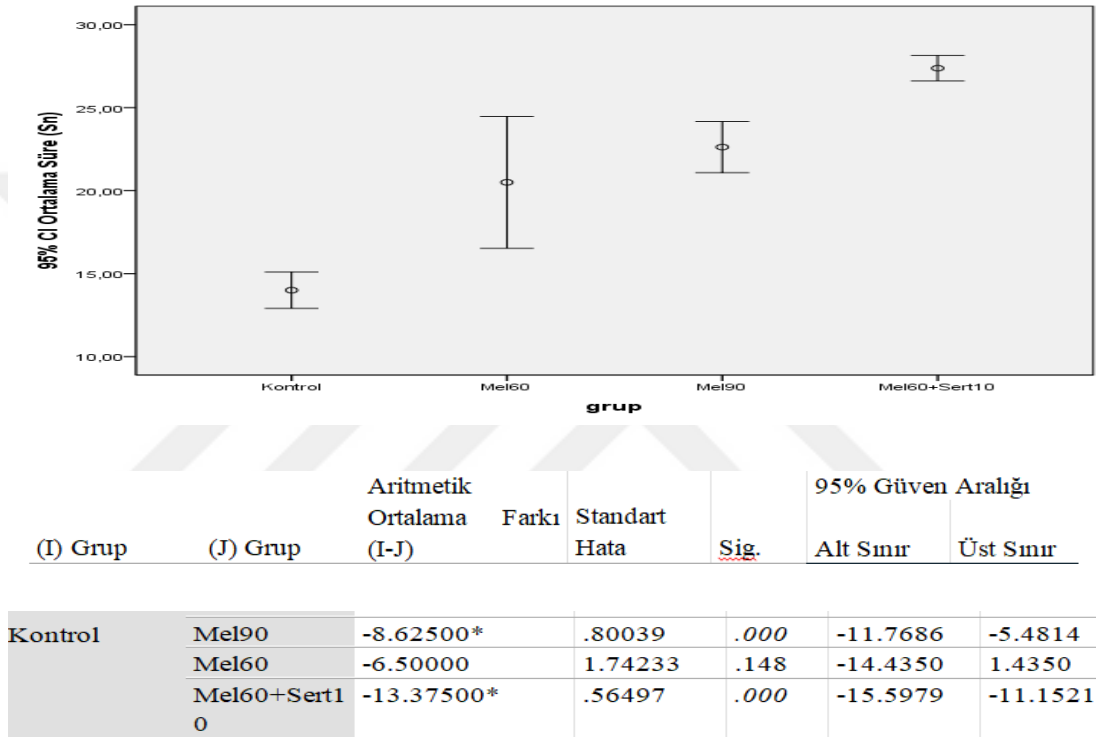 30,00
25,00
20,00
15,00
10,00
95% CI Ortalama Süre (Sn)
Kontrol Mel60 Mel90 Mel60+Sert10
grup
Aritmetik 95% Güven Aralığı
Ortalama Farkı Standart
(I) Grup (J) Grup (I-J) Hata Sig. Alt Sınır Üst Sınır
Kontrol Mel90 -8.62500* .80039 .000 -11.7686 -5.4814
Mel60 -6.50000 1.74233 .148 -14.4350 1.4350
Mel60+Sert1 -13.37500* .56497 .000 -15.5979 -11.1521
0